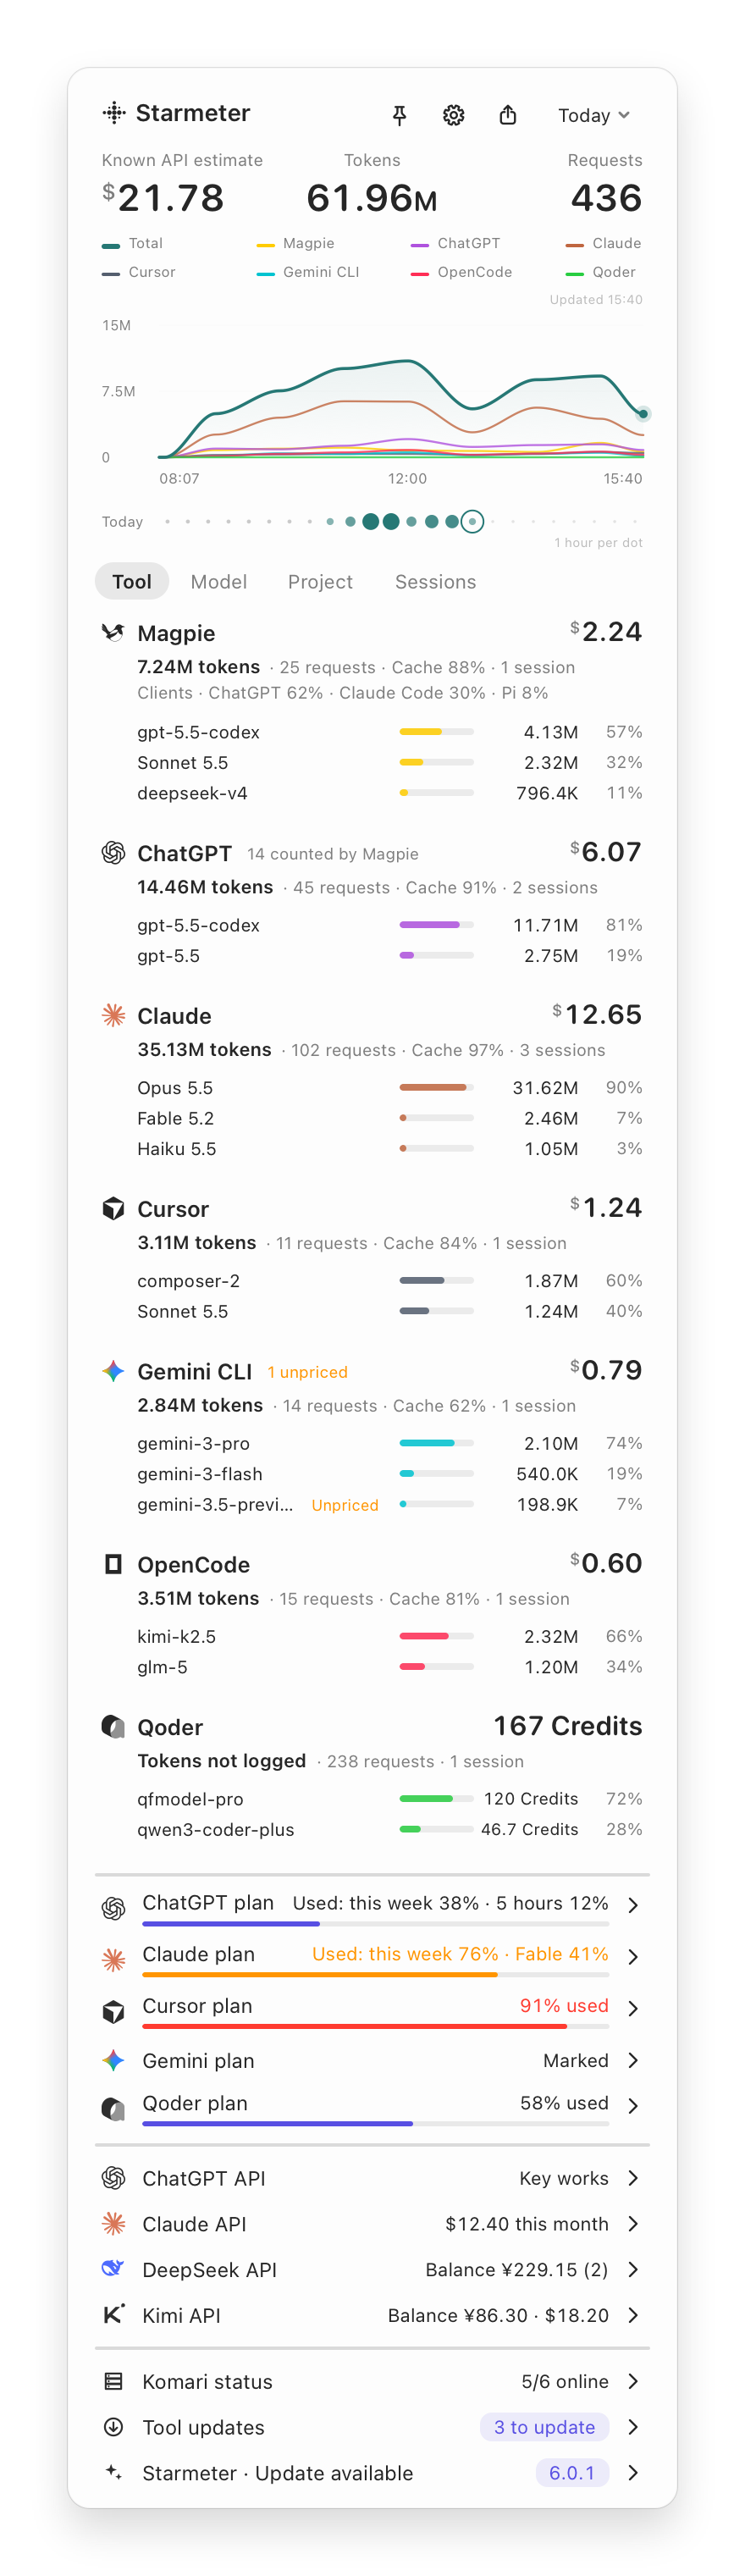 Starmeter
Today
Known API estimate Tokens Requests
$21.78 61.96M 436
Total Magpie ChatGPT Claude
Cursor Gemini CLI OpenCode Qoder
Updated 15:40
15M
7.5M
0
08:07 12:00 15:40
Today
1 hour per dot
Tool Model Project Sessions
Magpie $2.24
7.24M tokens · 25 requests · Cache 88% · 1 session
Clients · ChatGPT 62% · Claude Code 30% · Pi 8%
gpt-5.5-codex 4.13M 57%
Sonnet 5.5 2.32M 32%
deepseek-v4 796.4K 11%
ChatGPT 14 counted by Magpie $6.07
14.46M tokens · 45 requests · Cache 91% · 2 sessions
gpt-5.5-codex 11.71M 81%
gpt-5.5 2.75M 19%
Claude $12.65
35.13M tokens · 102 requests · Cache 97% · 3 sessions
Opus 5.5 31.62M 90%
Fable 5.2 2.46M 7%
Haiku 5.5 1.05M 3%
Cursor $1.24
3.11M tokens · 11 requests · Cache 84% · 1 session
composer-2 1.87M 60%
Sonnet 5.5 1.24M 40%
Gemini CLI 1 unpriced $0.79
2.84M tokens · 14 requests · Cache 62% · 1 session
gemini-3-pro 2.10M 74%
gemini-3-flash 540.0K 19%
gemini-3.5-previ... Unpriced 198.9K 7%
OpenCode $0.60
3.51M tokens · 15 requests · Cache 81% · 1 session
kimi-k2.5 2.32M 66%
glm-5 1.20M 34%
Qoder 167 Credits
Tokens not logged · 238 requests · 1 session
qfmodel-pro 120 Credits 72%
qwen3-coder-plus 46.7 Credits 28%
ChatGPT plan Used: this week 38% · 5 hours 12%
Claude plan Used: this week 76% · Fable 41%
Cursor plan 91% used
Gemini plan Marked
Qoder plan 58% used
ChatGPT API Key works
Claude API $12.40 this month
DeepSeek API Balance ¥229.15 (2)
Kimi API Balance ¥86.30 · $18.20
Komari status 5/6 online
Tool updates 3 to update
Starmeter · Update available 6.0.1